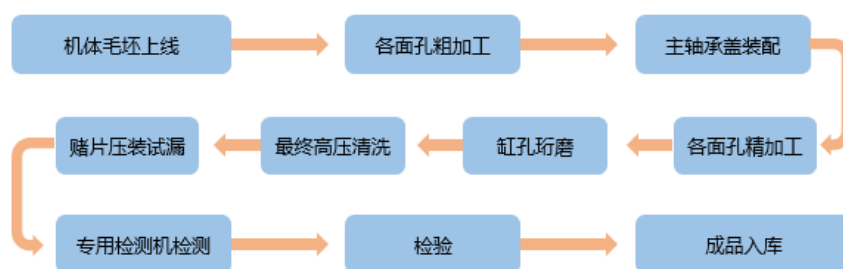 机体毛坯上线
各面孔粗加工
主轴承盖装配
各面孔精加工
缸孔珩磨
最终高压清洗
赌片压装试漏
专用检测机检测
检验
成品入库